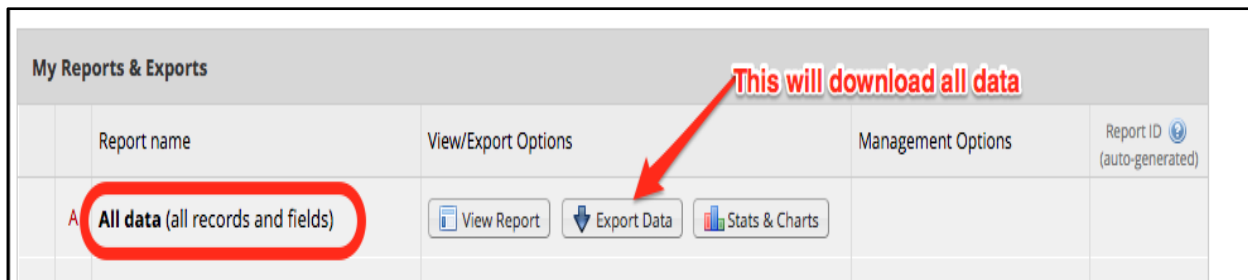 My Reports & Exports
This will download all data
Report name View/Export Options Management Options Report ID
(auto-generated)
A All data (all records and fields) View Report Export Data Stats & Charts